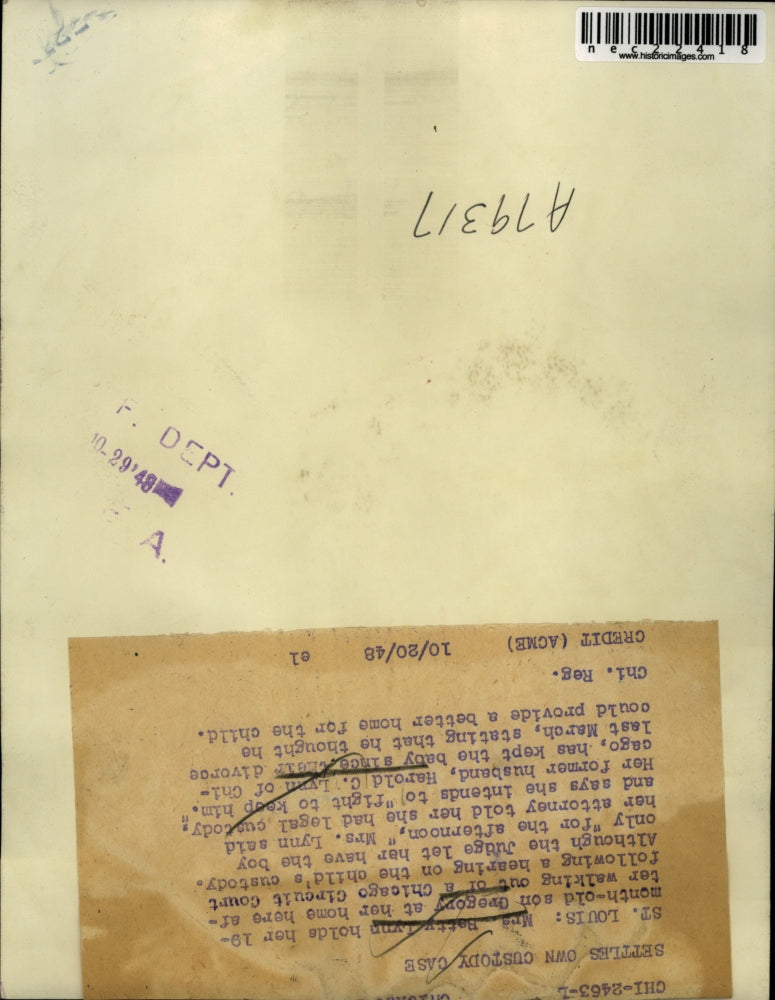 nec22418
www.historicimages.com
A79317
F. DEPT.
10-29'48
A.
CHI-2463-L
SETTLES OWN CUSTODY CASE
ST. LOUIS: Mrs. Betty Lynn holds her 19-
month-old son Gregory at her home here af-
ter walking out of a Chicago Circuit Court
following a hearing on the child's custody.
Although the judge let her have the boy
only "for the afternoon," Mrs. Lynn said
her attorney told her she had legal custody,
and says she intends to "fight to keep him."
Her former husband, Harold C. Lynn of Chi-
cago, has kept the baby since their divorce
last March, stating that he thought he
could provide a better home for the child.
Chi. Reg.
CREDIT (ACME) 10/20/48 el